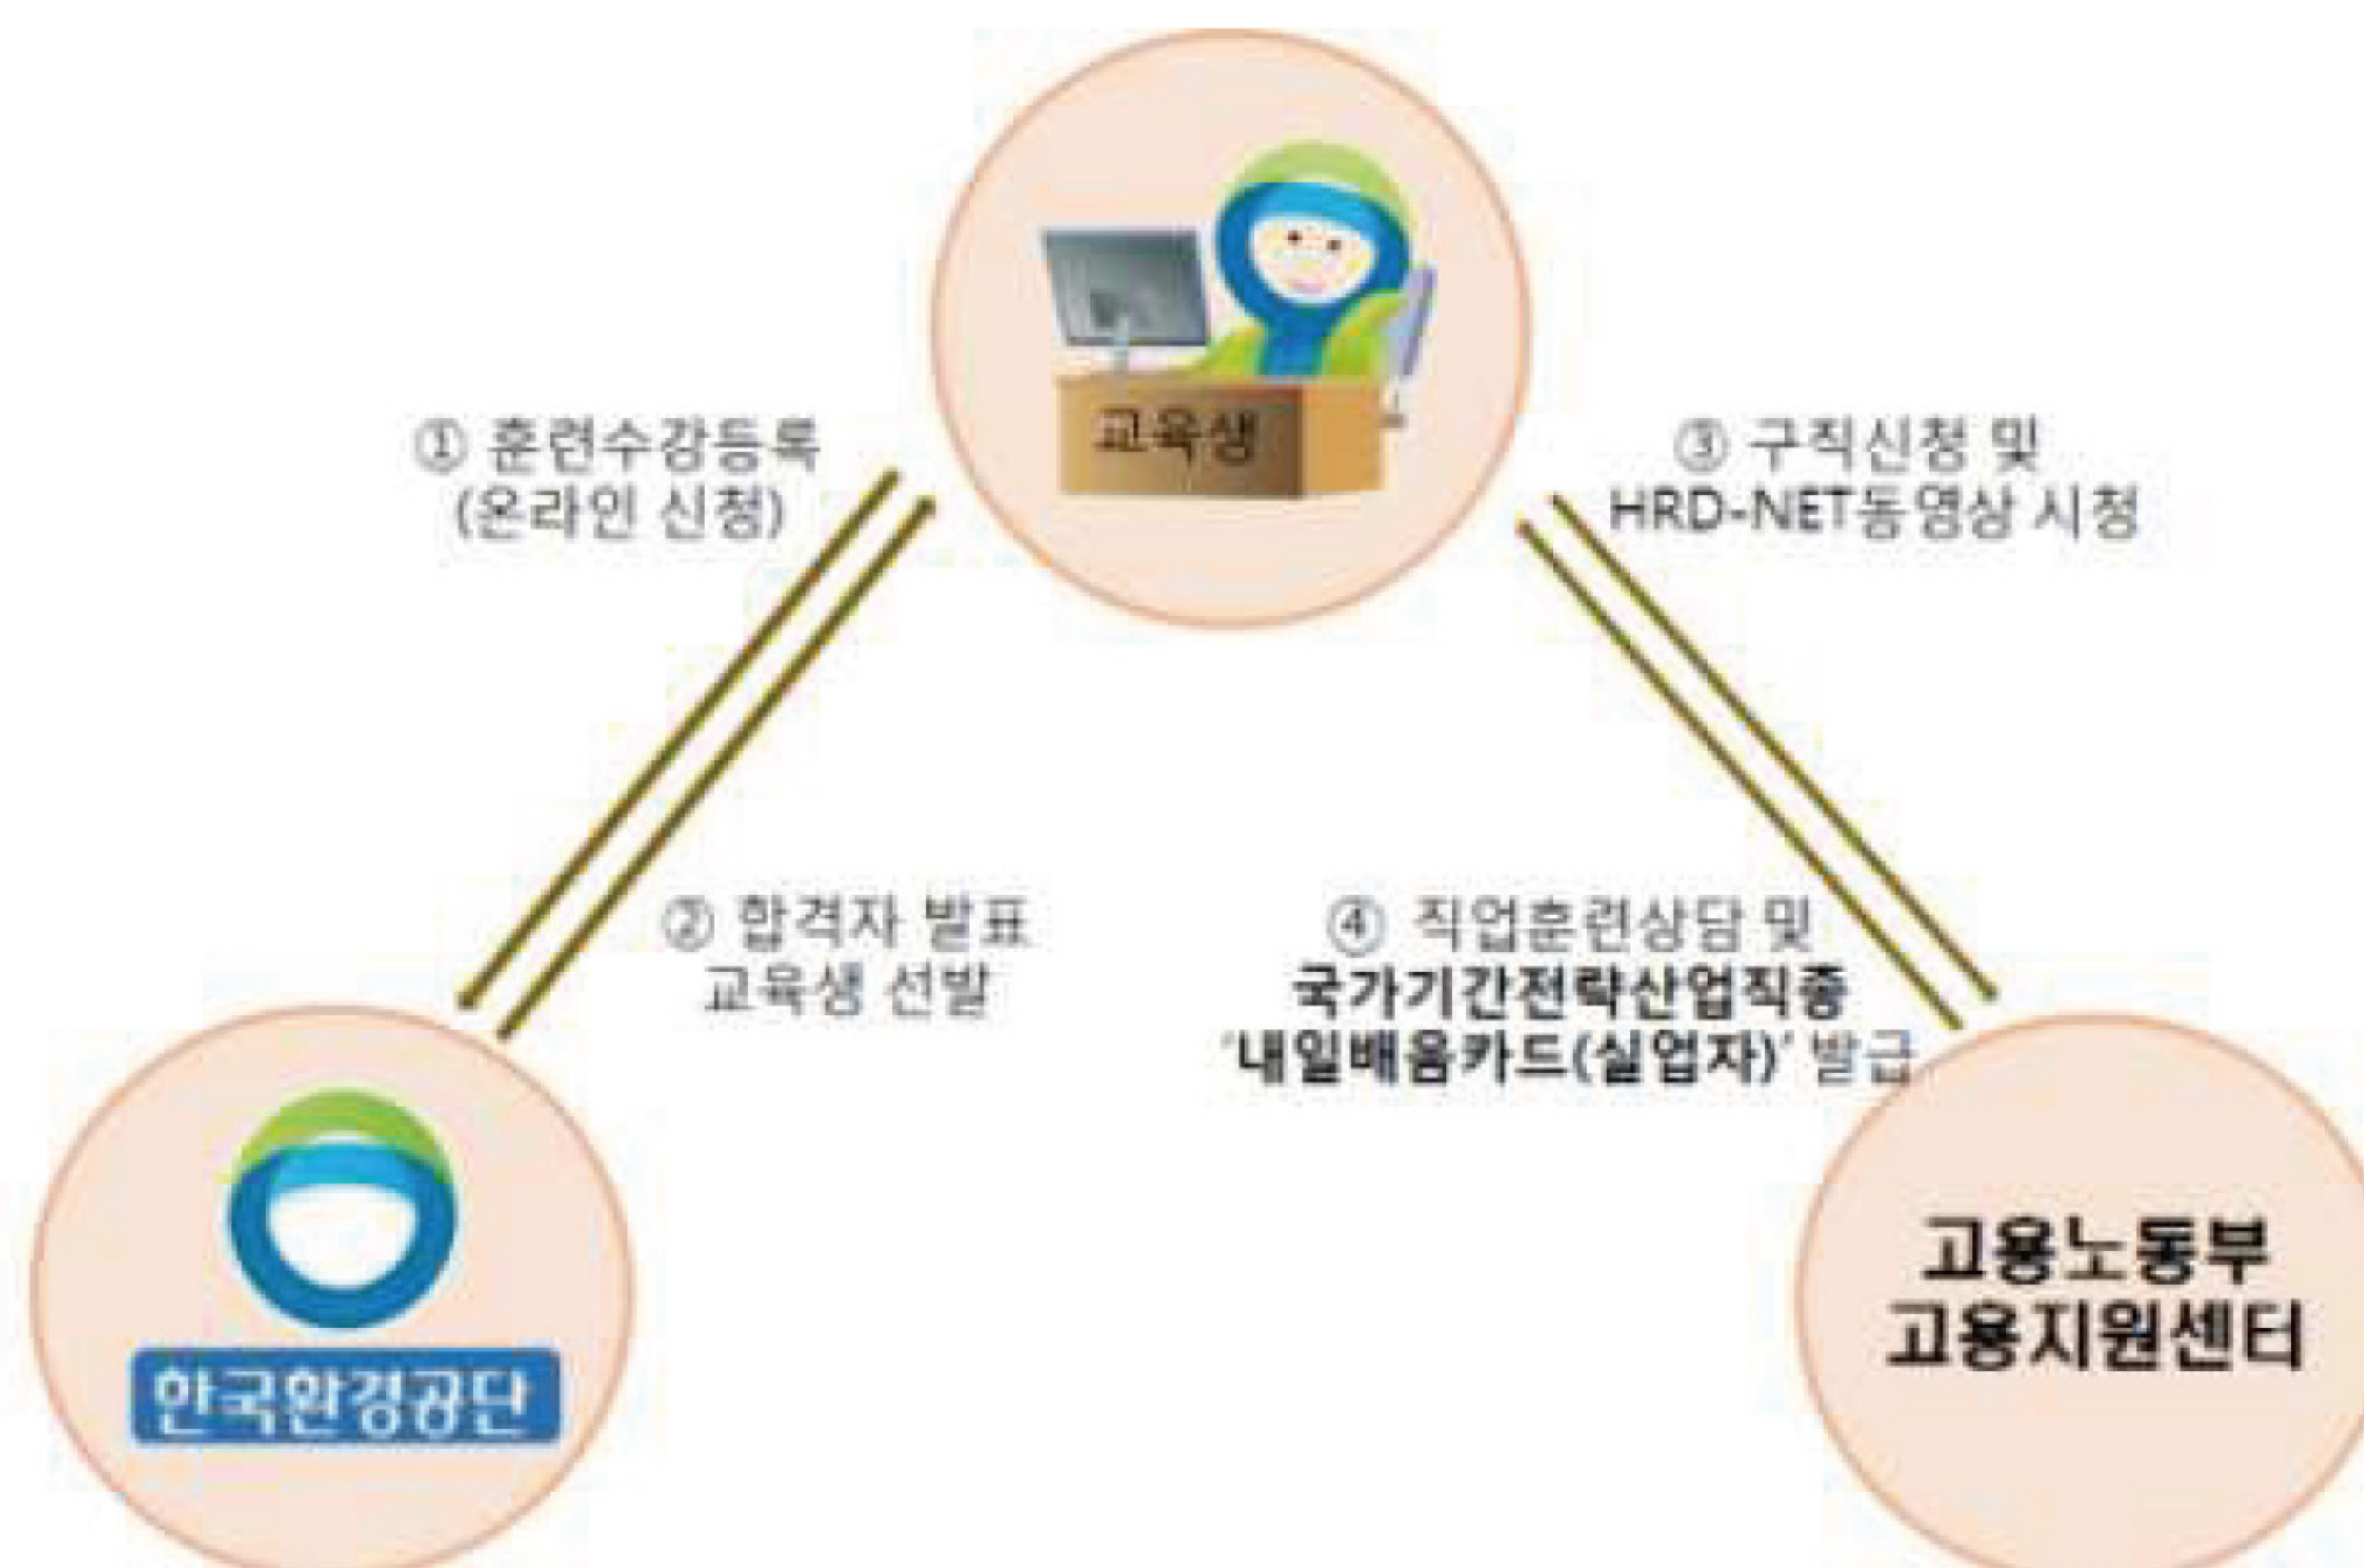 교육생
① 훈련수강등록
(온라인 신청)
③ 구직신청 및
HRD-NET동영상 시청
② 합격자 발표
교육생 선발
④ 직업훈련상담 및
국가기간전략산업직종
‘내일배움카드(실업자)’ 발급
한국환경공단
고용노동부
고용지원센터